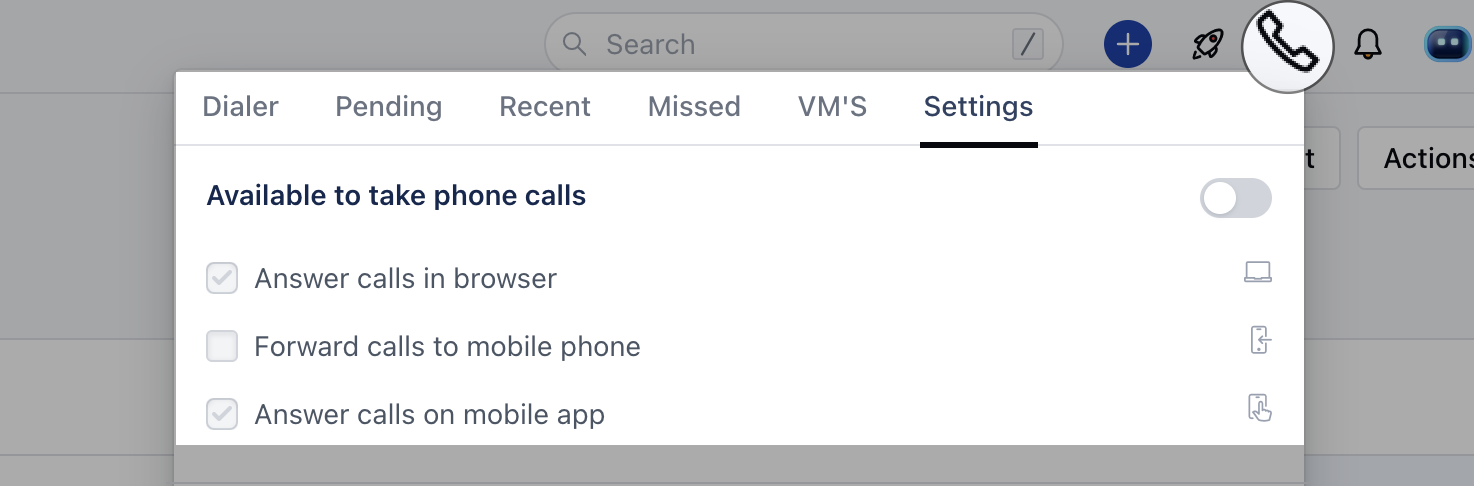 Search /
Dialer Pending Recent Missed VM'S Settings
t Actions
Available to take phone calls
Answer calls in browser
Forward calls to mobile phone
Answer calls on mobile app